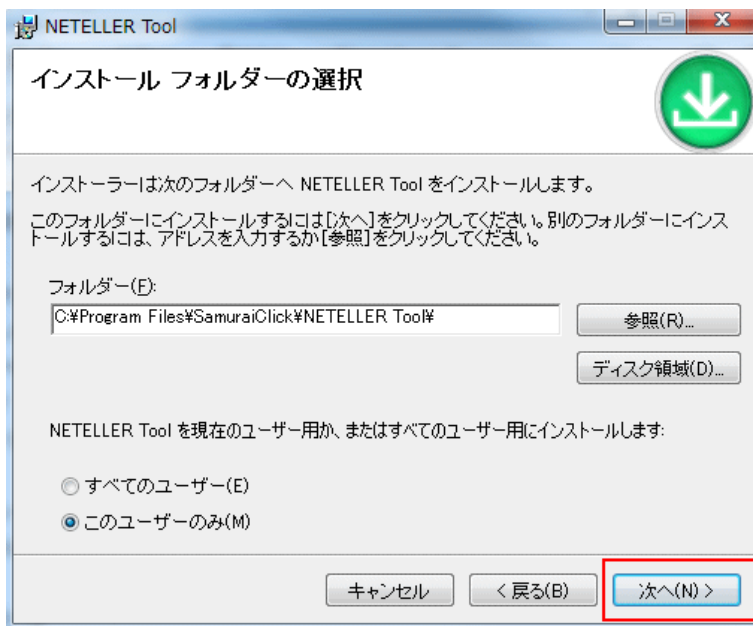 NETELLER Tool
インストール フォルダーの選択
インストーラーは次のフォルダーへ NETELLER Tool をインストールします。
このフォルダーにインストールするには[次へ]をクリックしてください。別のフォルダーにインス
トールするには、アドレスを入力するか[参照]をクリックしてください。
フォルダー(F):
C:¥Program Files¥SamuraiClick¥NETELLER Tool¥
参照(R)...
ディスク領域(D)...
NETELLER Tool を現在のユーザー用か、またはすべてのユーザー用にインストールします:
すべてのユーザー(E)
このユーザーのみ(M)
キャンセル
< 戻る(B)
次へ(N) >